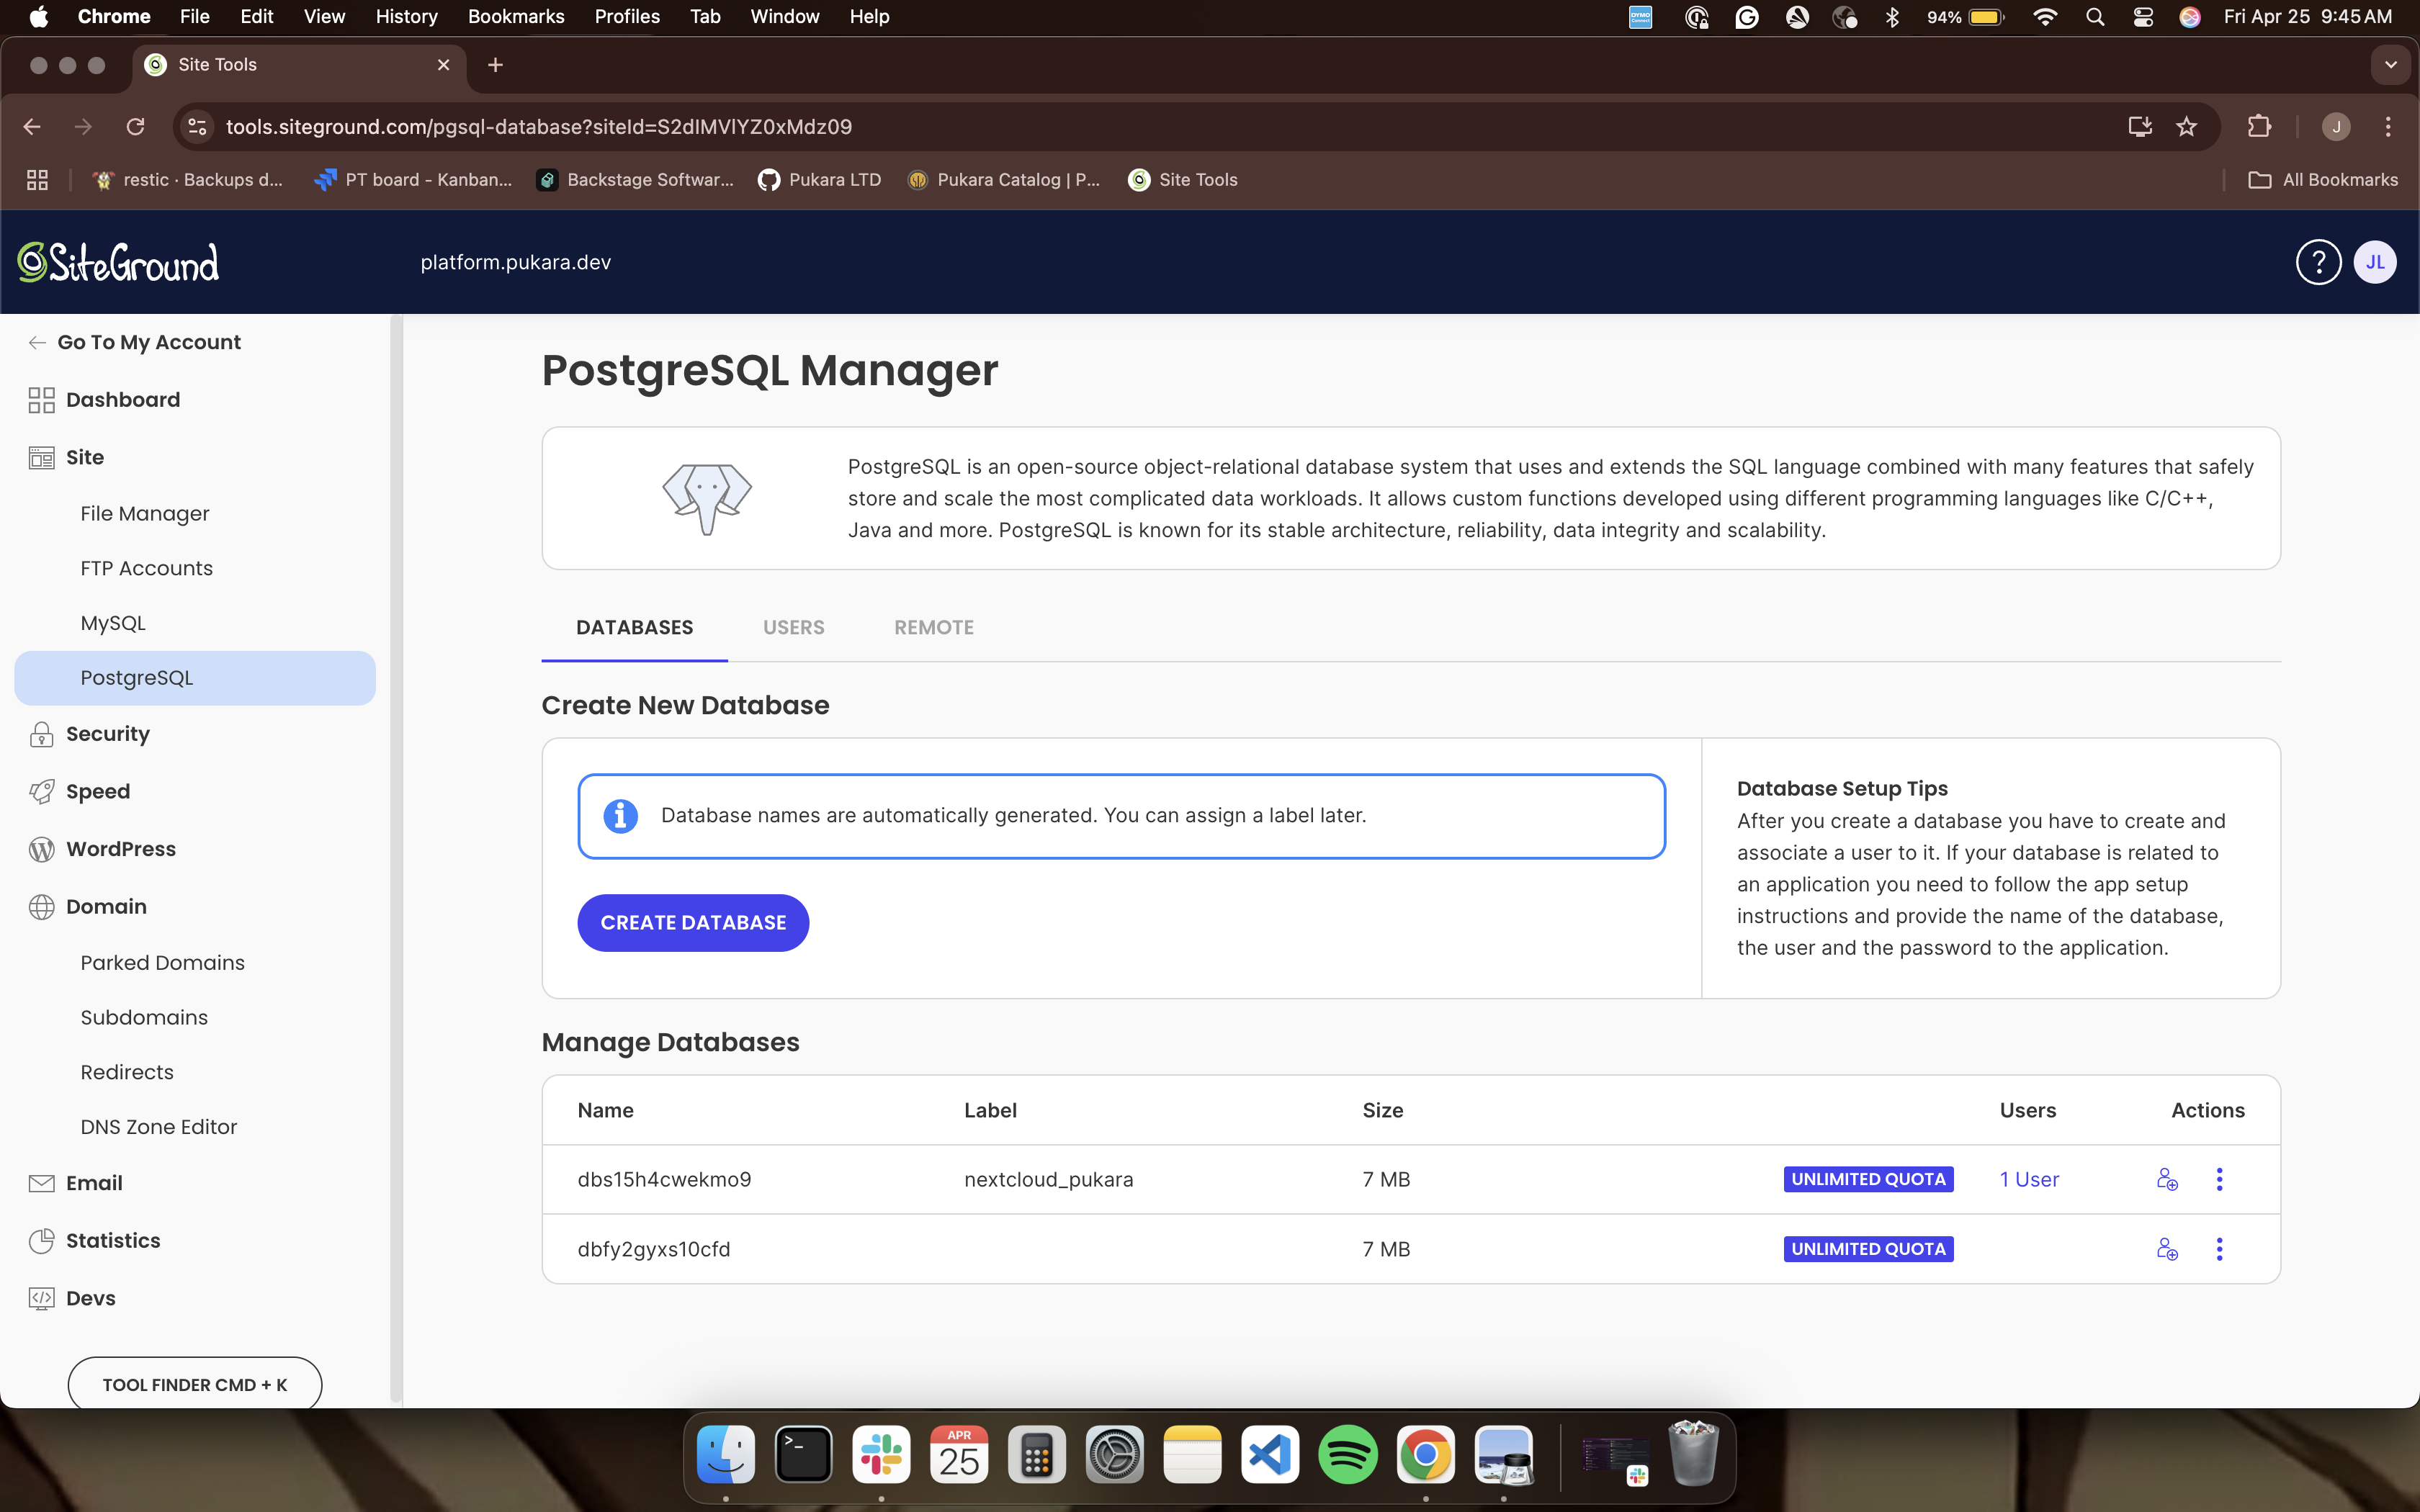 Chrome File Edit View History Bookmarks Profiles Tab Window Help
94% Fri Apr 25 9:45 AM
Site Tools
tools.siteground.com/pgsql-database?siteId=S2dlMVlYZ0xMdz09
J
restic · Backups d... PT board - Kanban... Backstage Softwar... Pukara LTD Pukara Catalog | P... Site Tools All Bookmarks
SiteGround
platform.pukara.dev
? JL
Go To My Account
Dashboard
Site
File Manager
FTP Accounts
MySQL
PostgreSQL
Security
Speed
WordPress
Domain
Parked Domains
Subdomains
Redirects
DNS Zone Editor
Email
Statistics
Devs
TOOL FINDER CMD + K
PostgreSQL Manager
PostgreSQL is an open-source object-relational database system that uses and extends the SQL language combined with many features that safely
store and scale the most complicated data workloads. It allows custom functions developed using different programming languages like C/C++,
Java and more. PostgreSQL is known for its stable architecture, reliability, data integrity and scalability.
DATABASES USERS REMOTE
Create New Database
Database names are automatically generated. You can assign a label later.
CREATE DATABASE
Database Setup Tips
After you create a database you have to create and
associate a user to it. If your database is related to
an application you need to follow the app setup
instructions and provide the name of the database,
the user and the password to the application.
Manage Databases
Name Label Size Users Actions
dbs15h4cwekmo9 nextcloud_pukara 7 MB UNLIMITED QUOTA 1 User
dbfy2gyxs10cfd 7 MB UNLIMITED QUOTA
APR
25